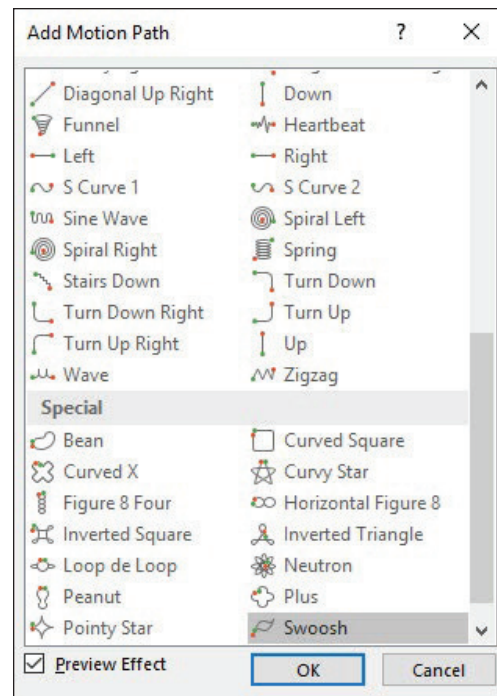 Add Motion Path ?
Diagonal Up Right Down
Funnel Heartbeat
Left Right
S Curve 1 S Curve 2
Sine Wave Spiral Left
Spiral Right Spring
Stairs Down Turn Down
Turn Down Right Turn Up
Turn Up Right Up
Wave Zigzag
Special
Bean Curved Square
Curved X Curvy Star
Figure 8 Four Horizontal Figure 8
Inverted Square Inverted Triangle
Loop de Loop Neutron
Peanut Plus
Pointy Star Swoosh
Preview Effect OK Cancel